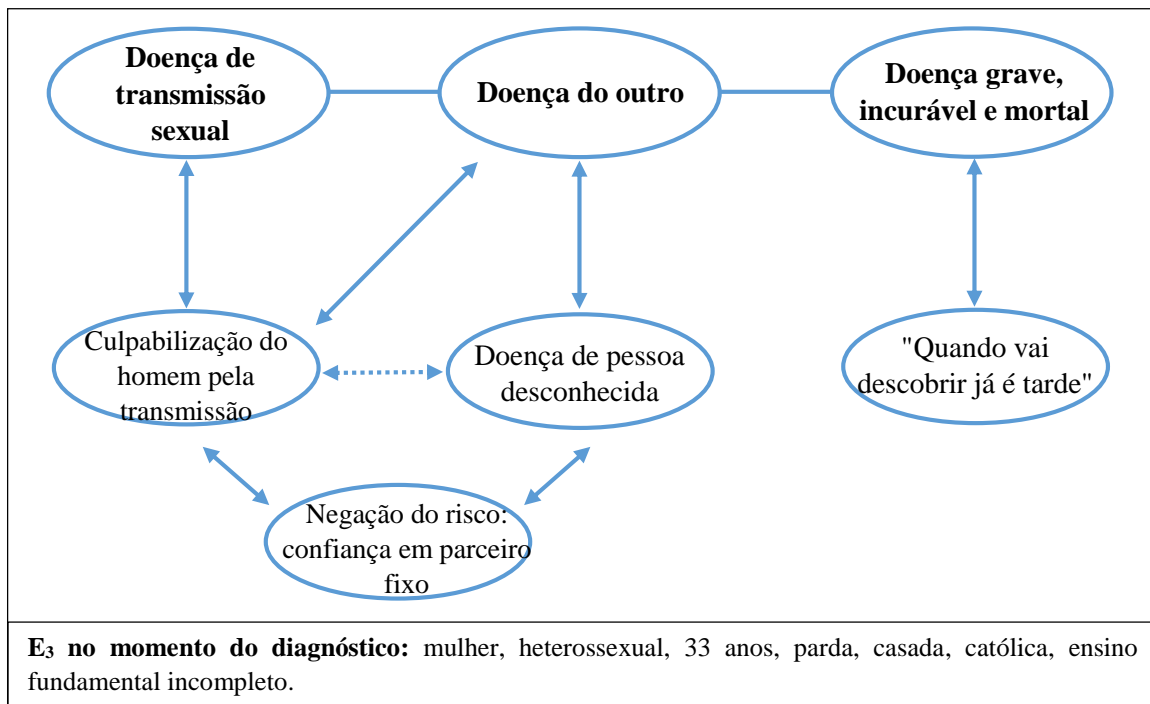 Doença de
transmissão
sexual
Doença do outro
Doença grave,
incurável e mortal
Culpabilização do
homem pela
transmissão
Doença de pessoa
desconhecida
"Quando vai
descobrir já é tarde"
Negação do risco:
confiança em parceiro
fixo
E₃ no momento do diagnóstico: mulher, heterossexual, 33 anos, parda, casada, católica, ensino
fundamental incompleto.